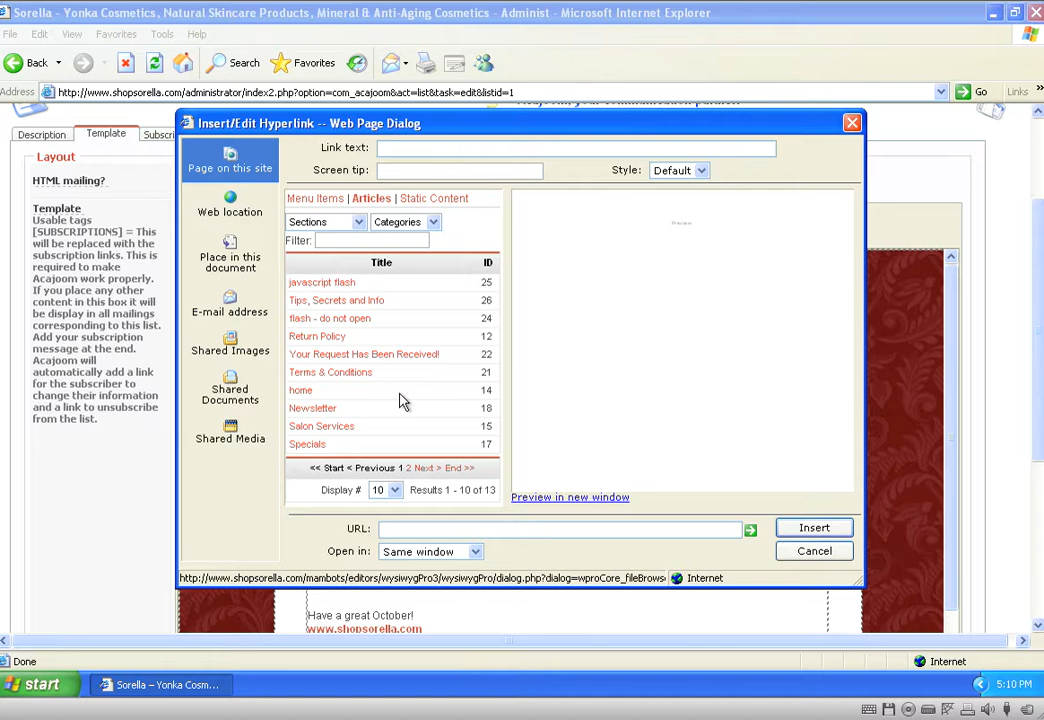 Sorella – Yonka Cosmetics, Natural Skincare Products, Mineral & Anti-Aging Cosmetics - Administ - Microsoft Internet Explorer
File Edit View Favorites Tools Help
Back Search Favorites
Address http://www.shopsorella.com/administrator/index2.php?option=com_acajoom&act=list&task=edit&listid=1 Go Links »
Insert/Edit Hyperlink -- Web Page Dialog
Description Template Subscri
Layout
HTML mailing?
Template
Usable tags
[SUBSCRIPTIONS] = This
will be replaced with the
subscription links. This is
required to make
Acajoom work properly.
If you place any other
content in this box it will
be display in all mailings
corresponding to this list.
Add your subscription
message at the end.
Acajoom will
automatically add a link
for the subscriber to
change their information
and a link to unsubscribe
from the list.
Page on this site
Web location
Place in this
document
E-mail address
Shared Images
Shared
Documents
Shared Media
Link text:
Screen tip: Style: Default
Menu Items | Articles | Static Content
Sections Categories
Filter:
Title ID
javascript flash 25
Tips, Secrets and Info 26
flash - do not open 24
Return Policy 12
Your Request Has Been Received! 22
Terms & Conditions 21
home 14
Newsletter 18
Salon Services 15
Specials 17
<< Start < Previous 1 2 Next > End >>
Display # 10 Results 1 - 10 of 13
Preview in new window
URL: Insert
Open in: Same window Cancel
http://www.shopsorella.com/mambots/editors/wysiwygPro3/wysiwygPro/dialog.php?dialog=wproCore_fileBrows Internet
Have a great October!
www.shopsorella.com
Done Internet
start Sorella – Yonka Cosm... 5:10 PM